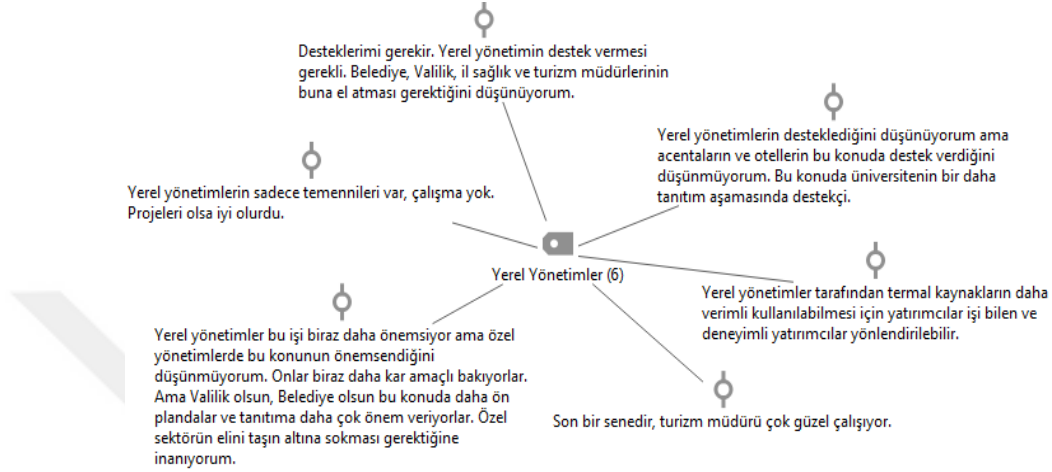 Desteklerimi gerekir. Yerel yönetimin destek vermesi
gerekli. Belediye, Valilik, il sağlık ve turizm müdürlerinin
buna el atması gerektiğini düşünüyorum.
Yerel yönetimlerin desteklediğini düşünüyorum ama
acentaların ve otellerin bu konuda destek verdiğini
düşünmüyorum. Bu konuda üniversitenin bir daha
tanıtım aşamasında destekçi.
Yerel yönetimlerin sadece temennileri var, çalışma yok.
Projeleri olsa iyi olurdu.
Yerel Yönetimler (6)
Yerel yönetimler tarafından termal kaynakların daha
verimli kullanılabilmesi için yatırımcılar işi bilen ve
deneyimli yatırımcılar yönlendirilebilir.
Yerel yönetimler bu işi biraz daha önemsiyor ama özel
yönetimlerde bu konunun önemsendiğini
düşünmüyorum. Onlar biraz daha kar amaçlı bakıyorlar.
Ama Valilik olsun, Belediye olsun bu konuda daha ön
plandalar ve tanıtıma daha çok önem veriyorlar. Özel
sektörün elini taşın altına sokması gerektiğine
inanıyorum.
Son bir senedir, turizm müdürü çok güzel çalışıyor.